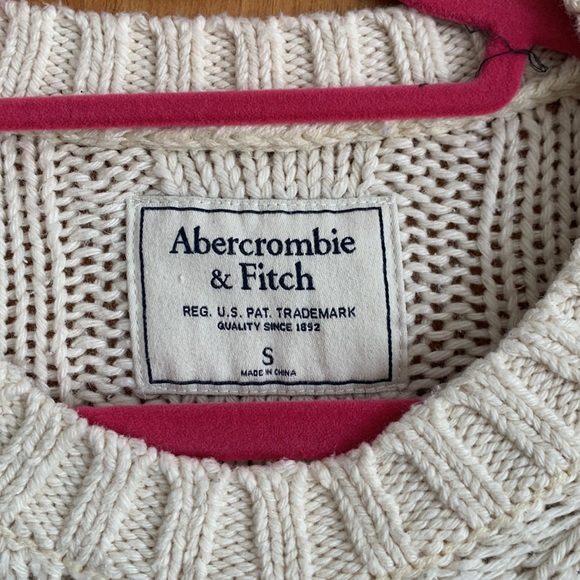 Abercrombie
& Fitch
REG. U.S. PAT. TRADEMARK
QUALITY SINCE 1892
S
MADE IN CHINA